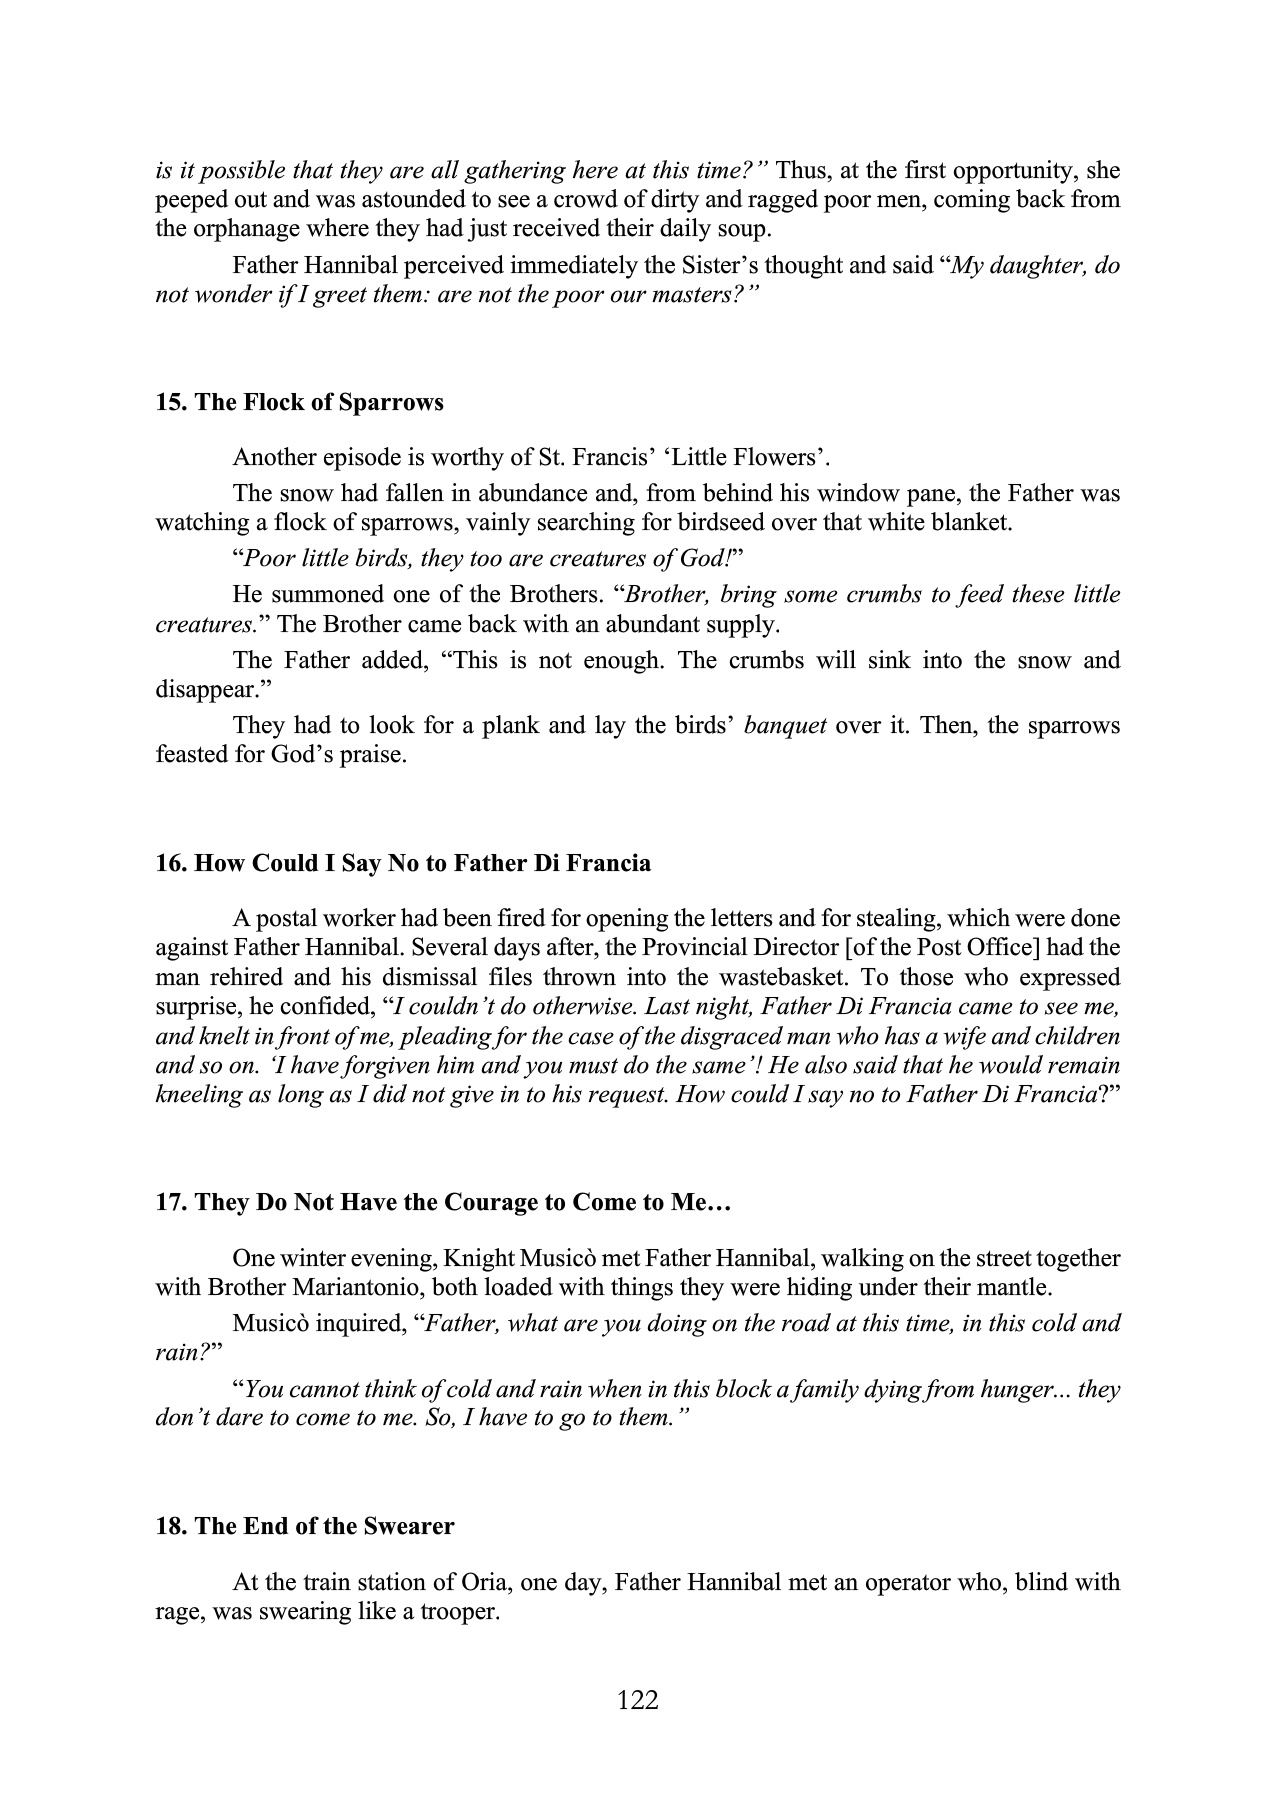 is it possible that they are all gathering here at this time?” Thus, at the first opportunity, she
peeped out and was astounded to see a crowd of dirty and ragged poor men, coming back from
the orphanage where they had just received their daily soup.
Father Hannibal perceived immediately the Sister’s thought and said “My daughter, do
not wonder if I greet them: are not the poor our masters?”
15. The Flock of Sparrows
Another episode is worthy of St. Francis’ ‘Little Flowers’.
The snow had fallen in abundance and, from behind his window pane, the Father was
watching a flock of sparrows, vainly searching for birdseed over that white blanket.
“Poor little birds, they too are creatures of God!”
He summoned one of the Brothers. “Brother, bring some crumbs to feed these little
creatures.” The Brother came back with an abundant supply.
The Father added, “This is not enough. The crumbs will sink into the snow and
disappear.”
They had to look for a plank and lay the birds’ banquet over it. Then, the sparrows
feasted for God’s praise.
16. How Could I Say No to Father Di Francia
A postal worker had been fired for opening the letters and for stealing, which were done
against Father Hannibal. Several days after, the Provincial Director [of the Post Office] had the
man rehired and his dismissal files thrown into the wastebasket. To those who expressed
surprise, he confided, “I couldn’t do otherwise. Last night, Father Di Francia came to see me,
and knelt in front of me, pleading for the case of the disgraced man who has a wife and children
and so on. ‘I have forgiven him and you must do the same’! He also said that he would remain
kneeling as long as I did not give in to his request. How could I say no to Father Di Francia?”
17. They Do Not Have the Courage to Come to Me…
One winter evening, Knight Musicò met Father Hannibal, walking on the street together
with Brother Mariantonio, both loaded with things they were hiding under their mantle.
Musicò inquired, “Father, what are you doing on the road at this time, in this cold and
rain?”
“You cannot think of cold and rain when in this block a family dying from hunger... they
don’t dare to come to me. So, I have to go to them.”
18. The End of the Swearer
At the train station of Oria, one day, Father Hannibal met an operator who, blind with
rage, was swearing like a trooper.
122